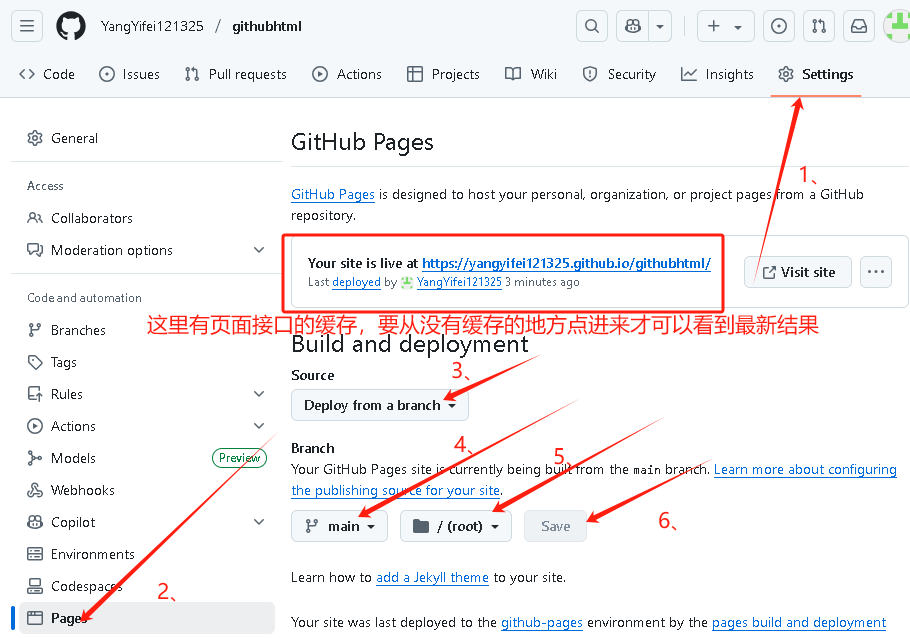 YangYifei121325 / githubhtml
Code Issues Pull requests Actions Projects Wiki Security Insights Settings
General
Access
Collaborators
Moderation options
Code and automation
Branches
Tags
Rules
Actions
Models Preview
Webhooks
Copilot
Environments
Codespaces
2、
Pages
GitHub Pages
1、
GitHub Pages is designed to host your personal, organization, or project pages from a GitHub
repository.
Your site is live at https://yangyifei121325.github.io/githubhtml/
Last deployed by YangYifei121325 3 minutes ago
Visit site
这里有页面接口的缓存，要从没有缓存的地方点进来才可以看到最新结果
Build and deployment
Source
3、
Deploy from a branch
Branch
4、
5、
Your GitHub Pages site is currently being built from the main branch. Learn more about configuring
the publishing source for your site.
main / (root) Save
6、
Learn how to add a Jekyll theme to your site.
Your site was last deployed to the github-pages environment by the pages build and deployment